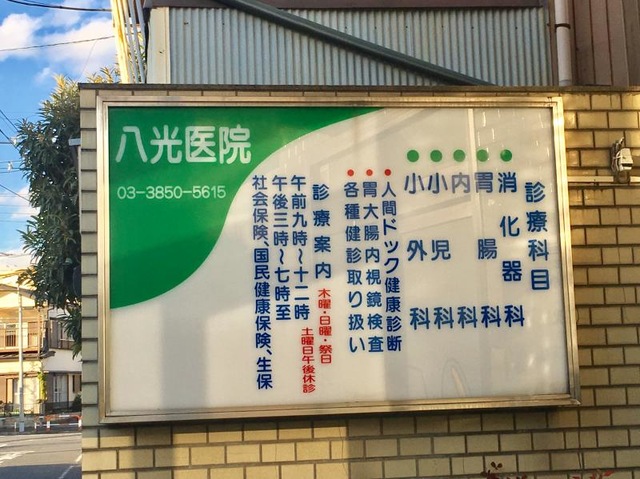 八光医院
03-3850-5615
診療科目
消化器科
胃腸科
内科
小児科
小外科
人間ドック健康診断
胃大腸内視鏡検査
各種健診取り扱い
診療案内
木曜・日曜・祭日
土曜日午後休診
午前九時〜十二時
午後三時〜七時至
社会保険、国民健康保険、生保